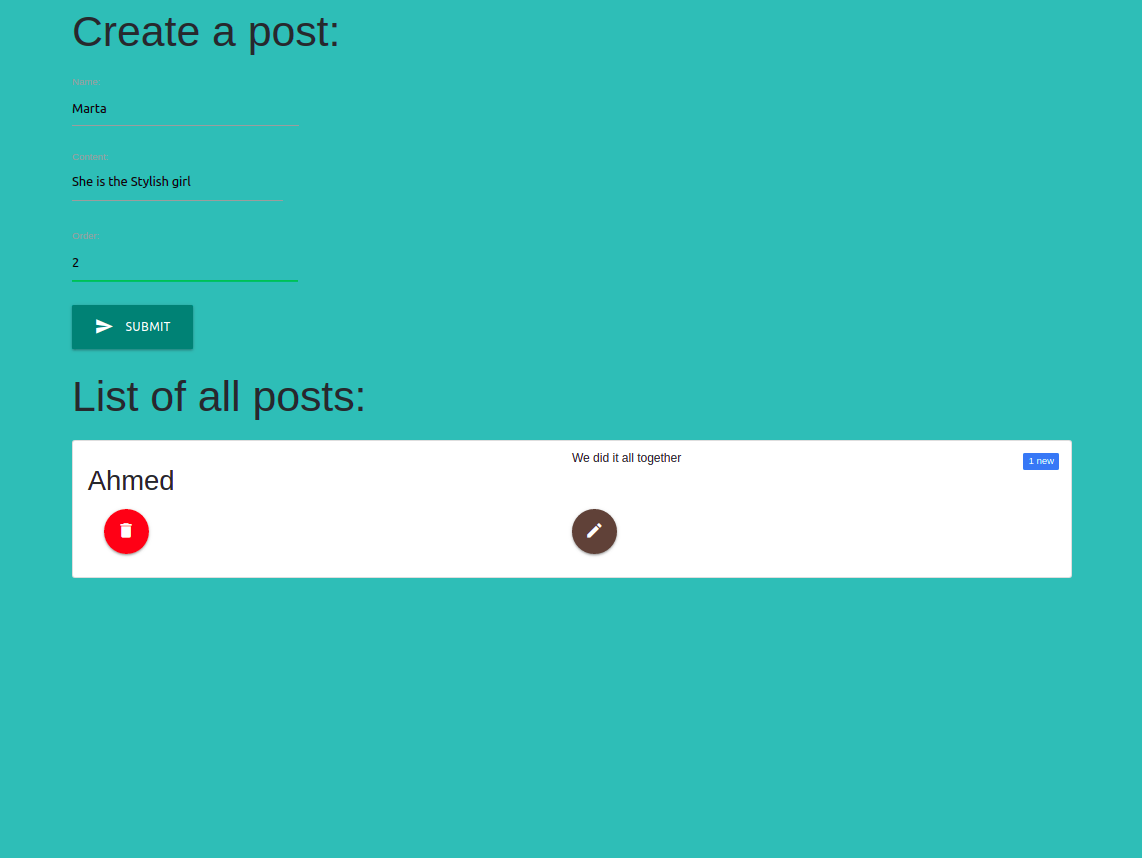 Create a post:
Name:
Marta
Content:
She is the Stylish girl
Order:
2
SUBMIT
List of all posts:
We did it all together
1 new
Ahmed